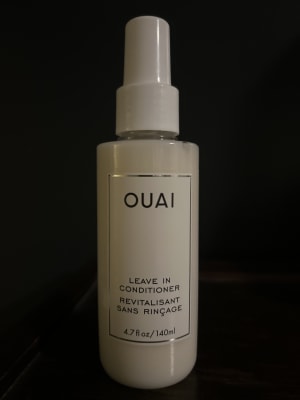 OUAI
LEAVE IN
CONDITIONER
REVITALISANT
SANS RINÇAGE
4.7 fl oz/140ml